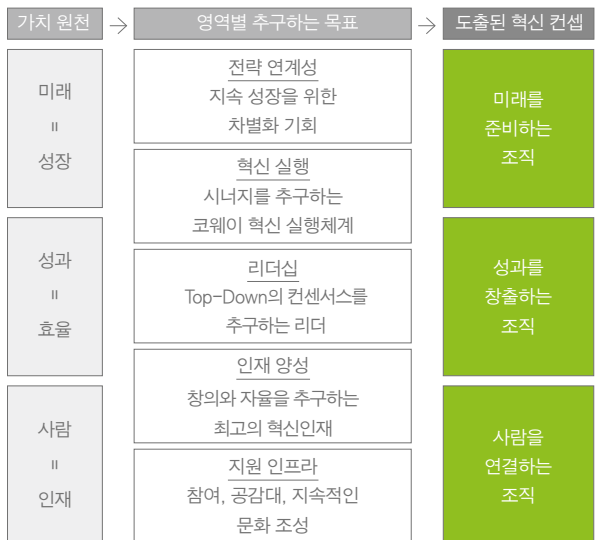 가치 원천
영역별 추구하는 목표
도출된 혁신 컨셉
미래
=
성장
성과
=
효율
사람
=
인재
전략 연계성
지속 성장을 위한
차별화 기회
혁신 실행
시너지를 추구하는
코웨이 혁신 실행체계
리더십
Top-Down의 컨센서스를
추구하는 리더
인재 양성
창의와 자율을 추구하는
최고의 혁신인재
지원 인프라
참여, 공감대, 지속적인
문화 조성
미래를
준비하는
조직
성과를
창출하는
조직
사람을
연결하는
조직